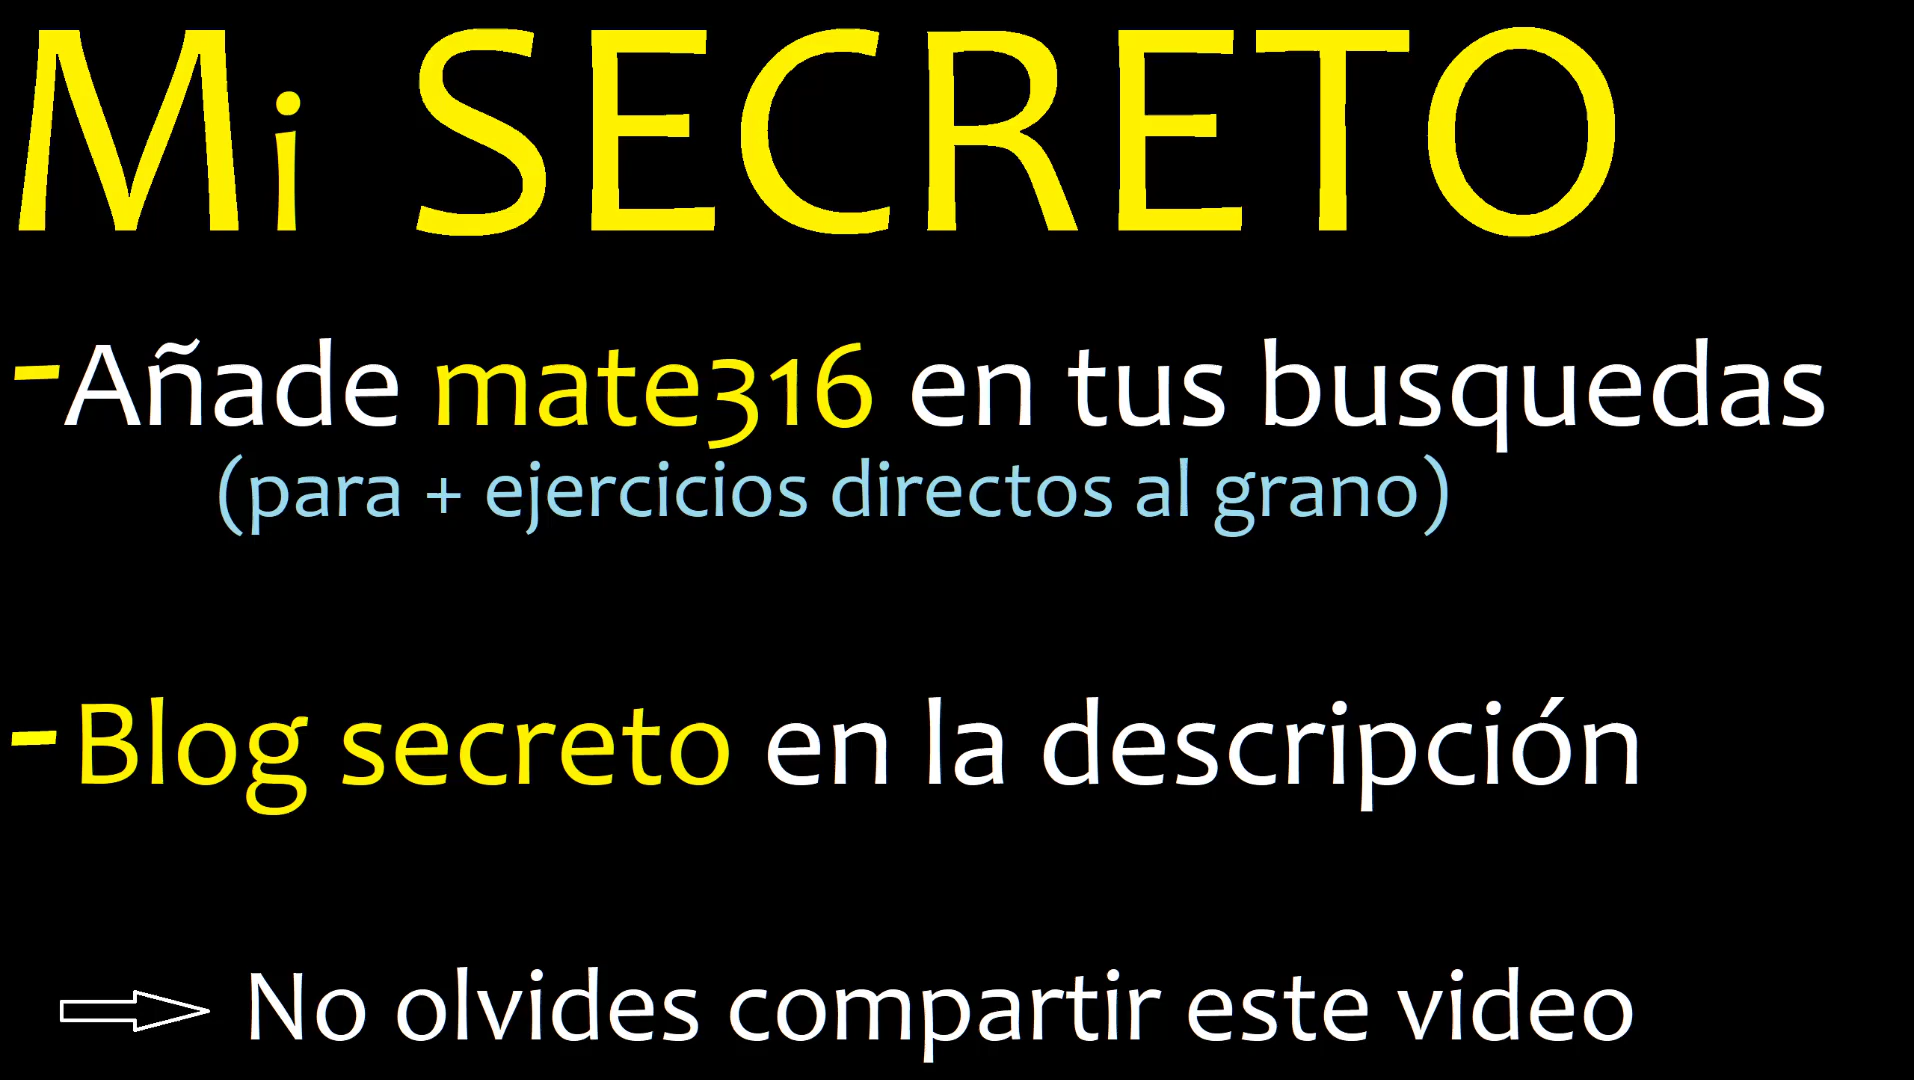 Mi SECRETO
-Añade mate316 en tus busquedas
(para + ejercicios directos al grano)
-Blog secreto en la descripción
No olvides compartir este video